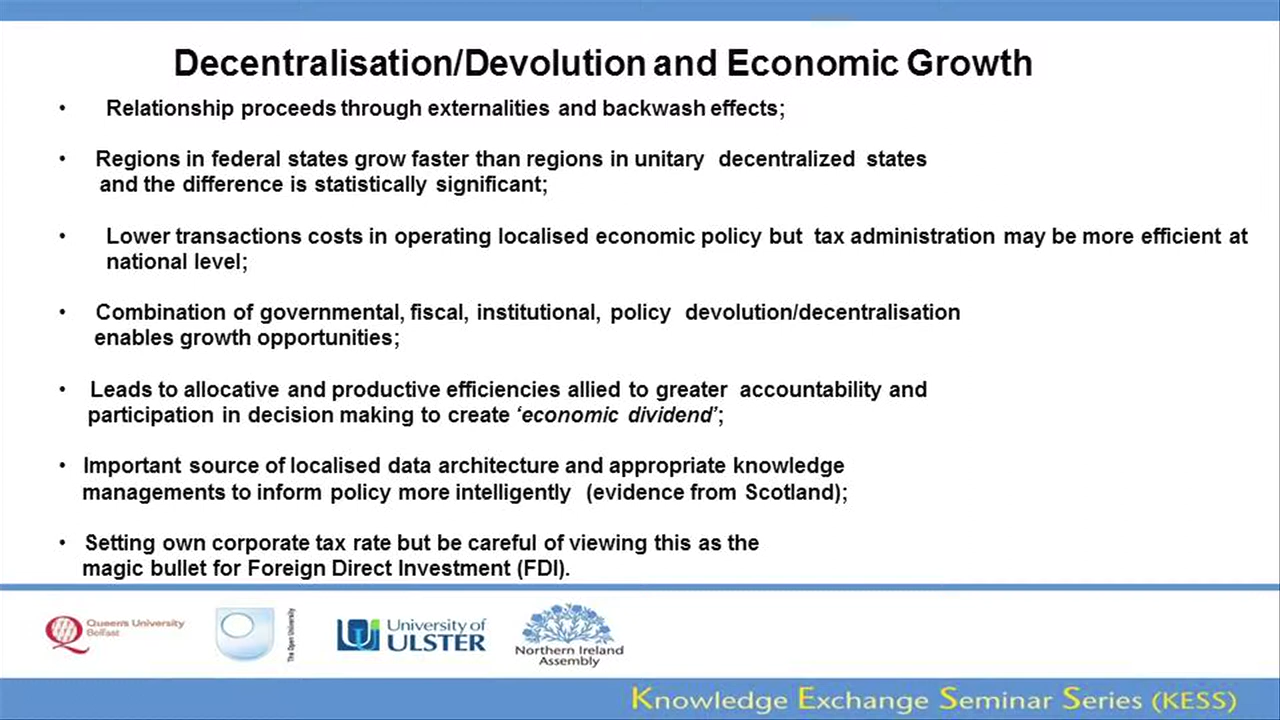 Decentralisation/Devolution and Economic Growth
• Relationship proceeds through externalities and backwash effects;
• Regions in federal states grow faster than regions in unitary decentralized states
and the difference is statistically significant;
• Lower transactions costs in operating localised economic policy but tax administration may be more efficient at
national level;
• Combination of governmental, fiscal, institutional, policy devolution/decentralisation
enables growth opportunities;
• Leads to allocative and productive efficiencies allied to greater accountability and
participation in decision making to create ‘economic dividend’;
• Important source of localised data architecture and appropriate knowledge
managements to inform policy more intelligently (evidence from Scotland);
• Setting own corporate tax rate but be careful of viewing this as the
magic bullet for Foreign Direct Investment (FDI).
Queen's University
Belfast
The Open University
University of
ULSTER
Northern Ireland
Assembly
Knowledge Exchange Seminar Series (KESS)